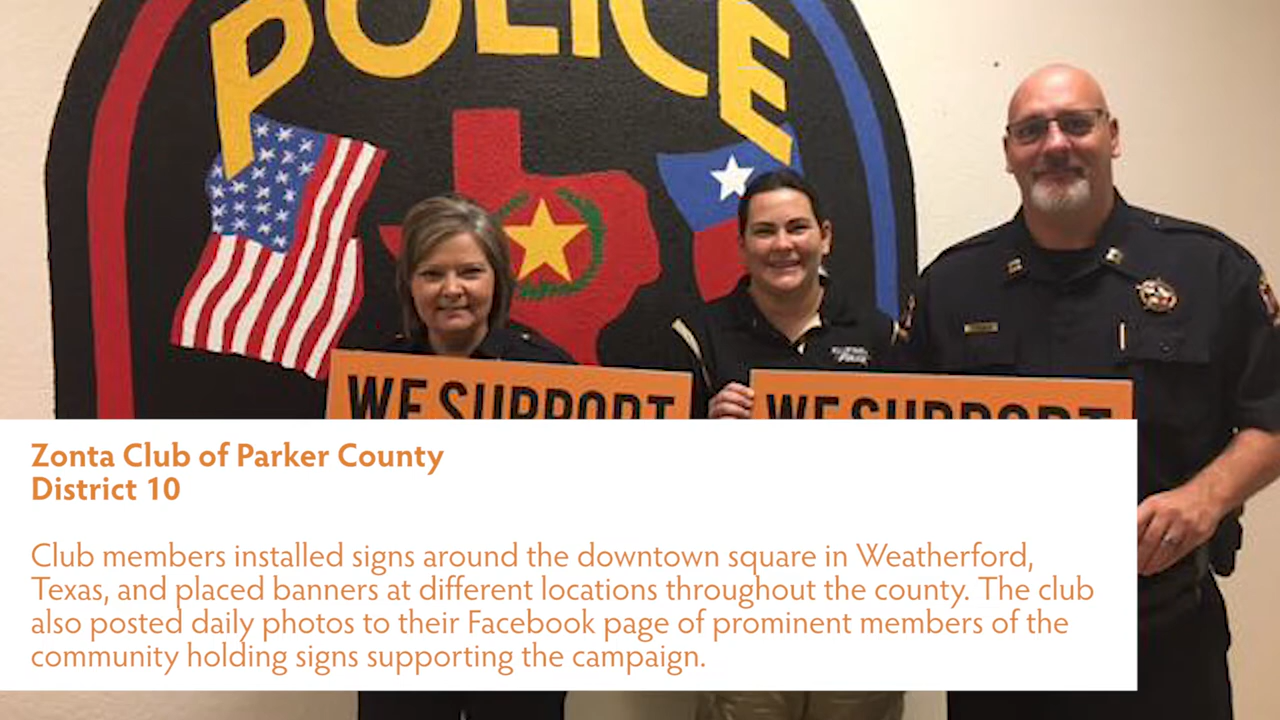 POLICE
WE SUPPORT
WE SUPPORT
Zonta Club of Parker County
District 10
Club members installed signs around the downtown square in Weatherford,
Texas, and placed banners at different locations throughout the county. The club
also posted daily photos to their Facebook page of prominent members of the
community holding signs supporting the campaign.